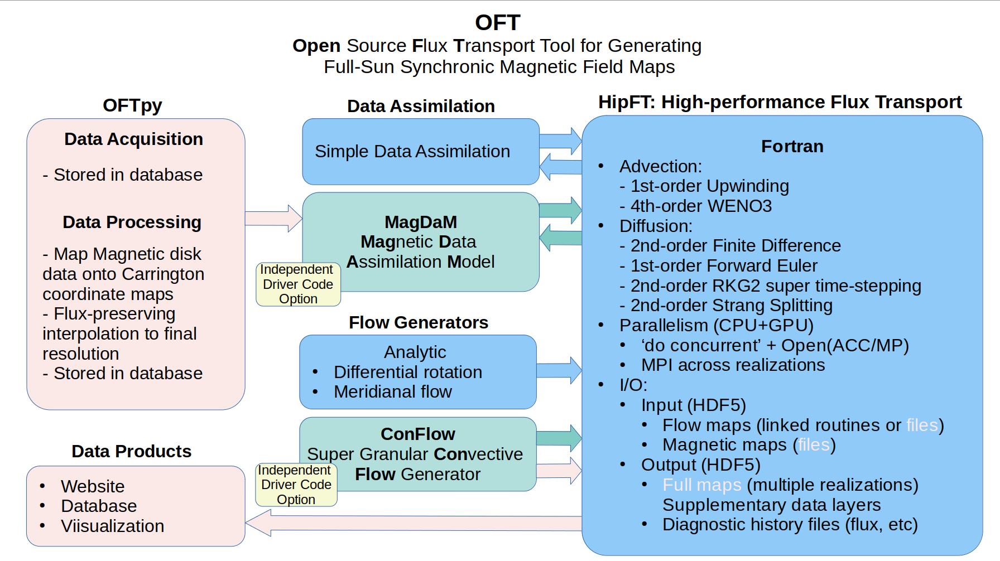 OFT
Open Source Flux Transport Tool for Generating
Full-Sun Synchronic Magnetic Field Maps
OFTpy
Data Acquisition
- Stored in database
Data Processing
- Map Magnetic disk
data onto Carrington
coordinate maps
- Flux-preserving
interpolation to final
resolution
- Stored in database
Data Assimilation
Simple Data Assimilation
MagDaM
Magnetic Data
Assimilation Model
Independent
Driver Code
Option
Flow Generators
Analytic
• Differential rotation
• Meridianal flow
ConFlow
Super Granular Convective
Flow Generator
Independent
Driver Code
Option
Data Products
• Website
• Database
• Viisualization
HipFT: High-performance Flux Transport
Fortran
• Advection:
- 1st-order Upwinding
- 4th-order WENO3
• Diffusion:
- 2nd-order Finite Difference
- 1st-order Forward Euler
- 2nd-order RKG2 super time-stepping
- 2nd-order Strang Splitting
• Parallelism (CPU+GPU)
• ‘do concurrent’ + Open(ACC/MP)
• MPI across realizations
• I/O:
• Input (HDF5)
• Flow maps (linked routines or files)
• Magnetic maps (files)
• Output (HDF5)
• Full maps (multiple realizations)
Supplementary data layers
• Diagnostic history files (flux, etc)